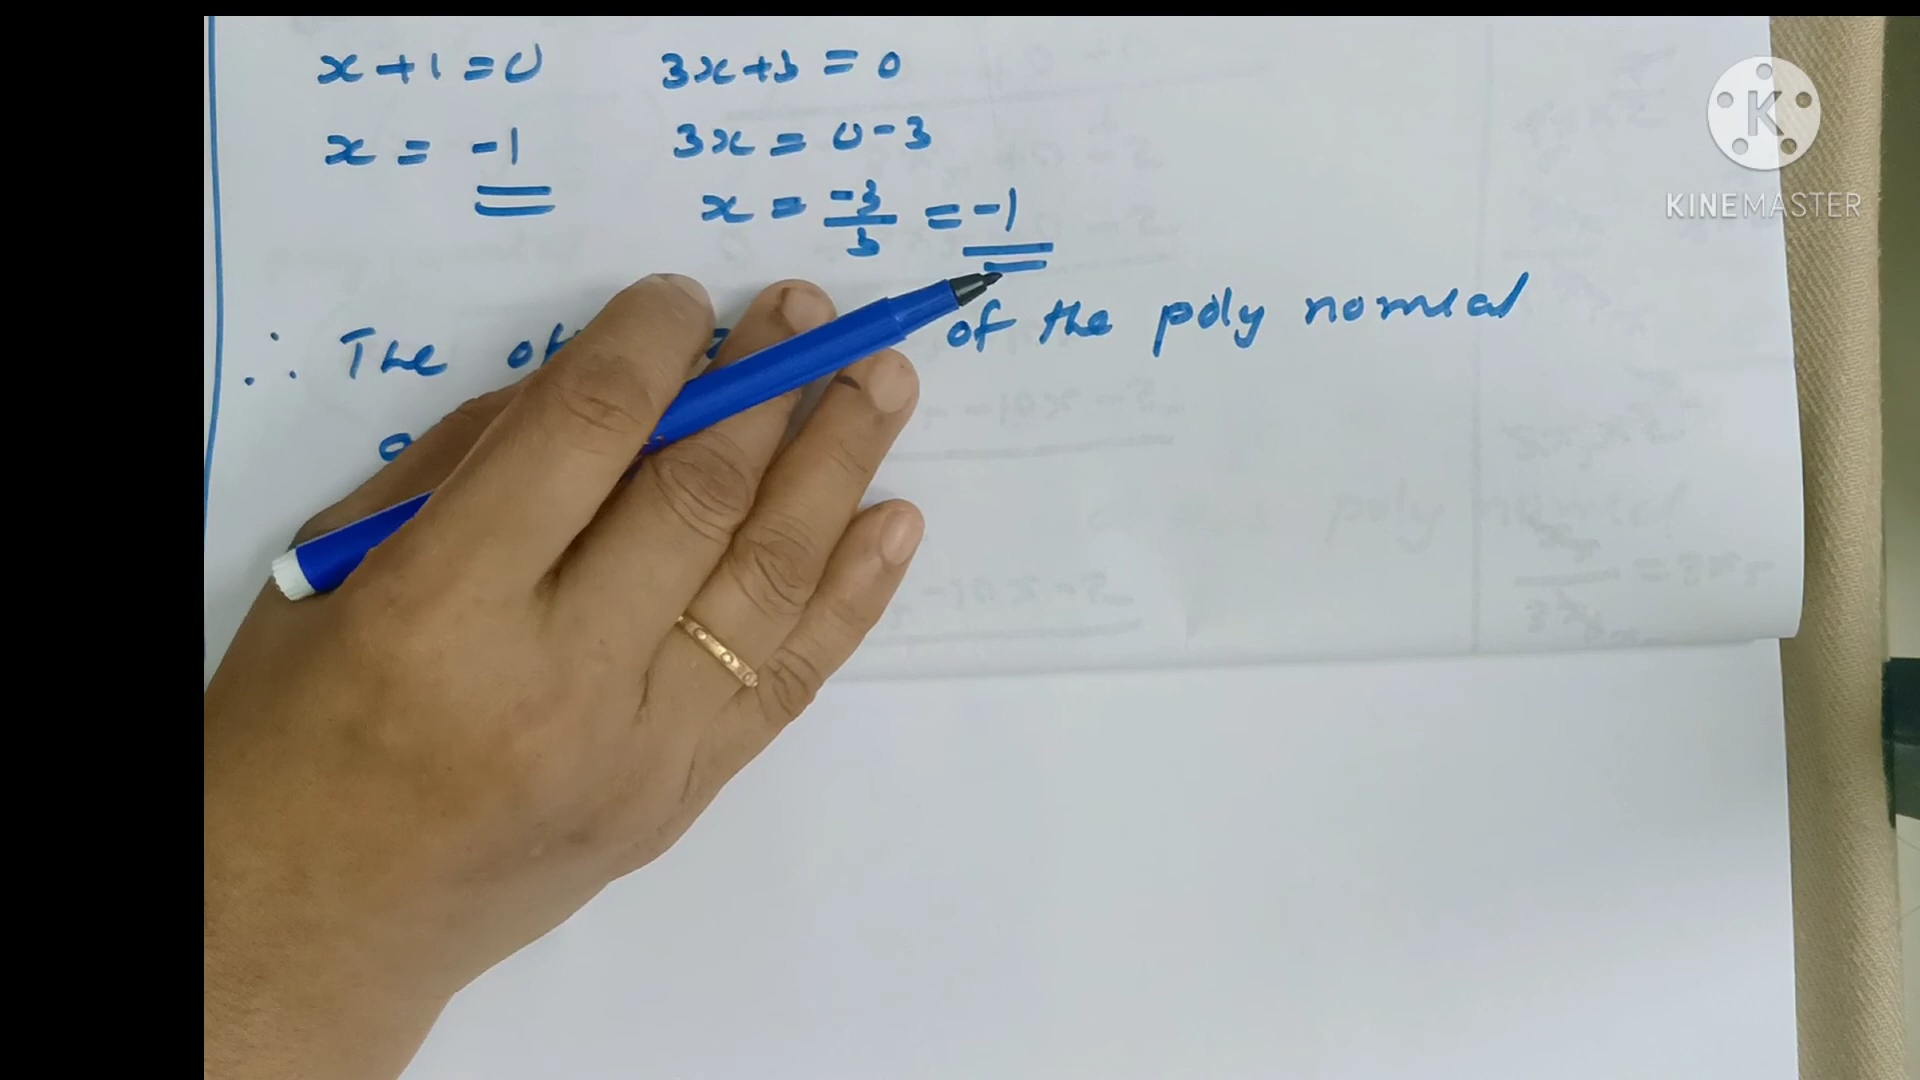 x+1=0 3x+3=0
x = -1 3x = 0-3
x = -3/3 = -1
∴ The of the poly nomial
KINEMASTER